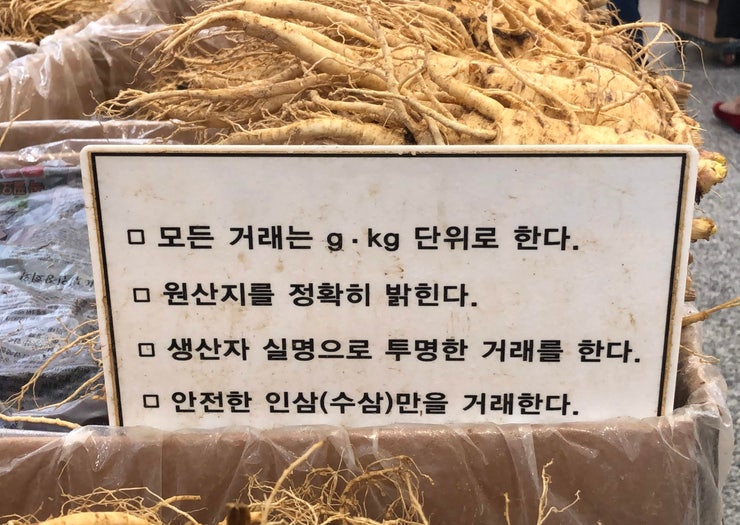 □ 모든 거래는 g·kg 단위로 한다.
□ 원산지를 정확히 밝힌다.
□ 생산자 실명으로 투명한 거래를 한다.
□ 안전한 인삼(수삼)만을 거래한다.